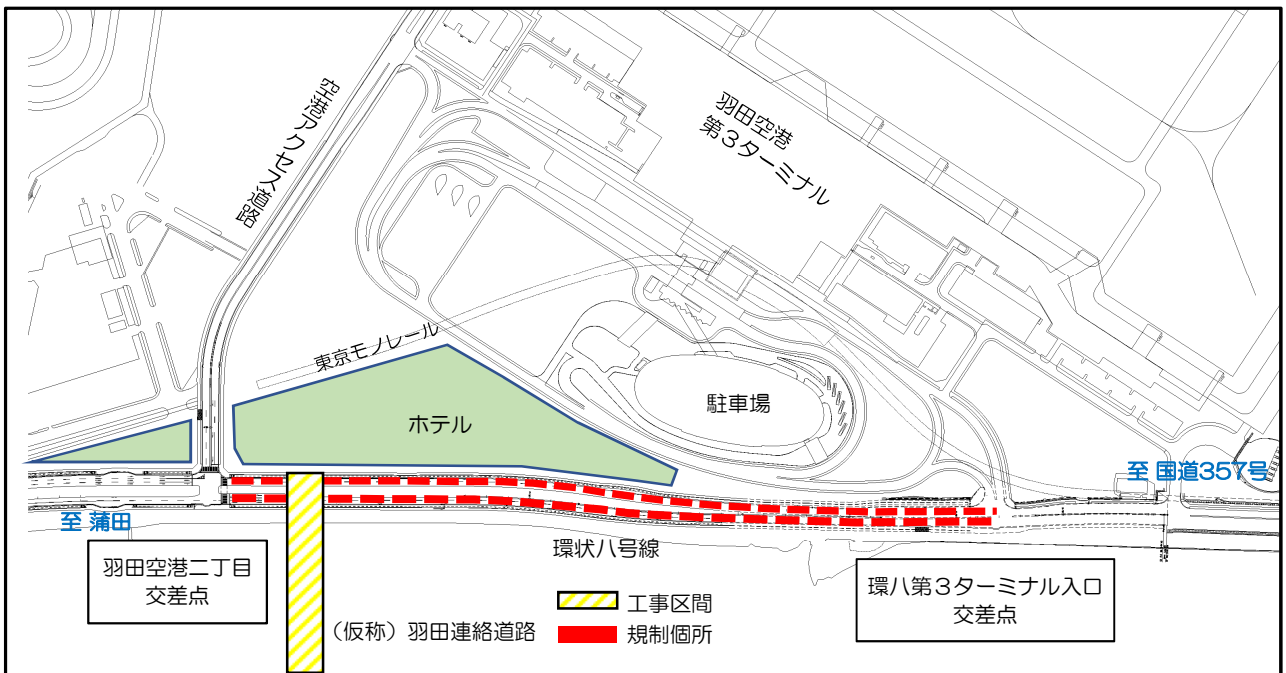 空港アクセス道路
羽田空港
第3ターミナル
東京モノレール
ホテル
駐車場
至 国道357号
至 蒲田
羽田空港二丁目
交差点
環状八号線
環八第3ターミナル入口
交差点
工事区間
(仮称)羽田連絡道路
規制個所